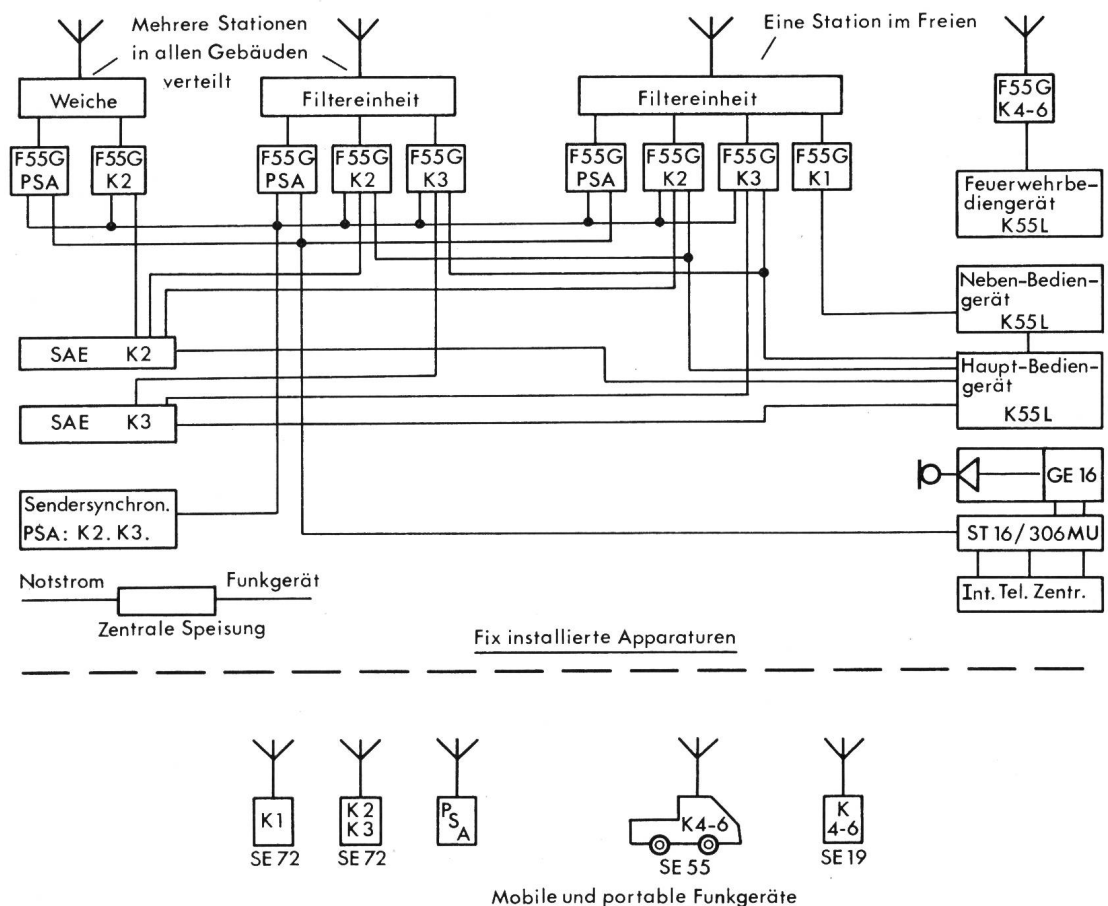 Mehrere Stationen
in allen Gebäuden
verteilt
Eine Station im Freien
Weiche
Filtereinheit
Filtereinheit
F55G
K4-6
F55G
PSA
F55G
K2
F55G
PSA
F55G
K2
F55G
K3
F55G
PSA
F55G
K2
F55G
K3
F55G
K1
Feuerwehrbe-
diengerät
K55L
Neben-Bedien-
gerät
K55L
SAE K2
Haupt-Bedien-
gerät
K55L
SAE K3
GE 16
Sendersynchron.
PSA: K2. K3.
ST 16/306MU
Int. Tel. Zentr.
Notstrom
Funkgerät
Zentrale Speisung
Fix installierte Apparaturen
K1
SE 72
K2
K3
SE 72
PSA
K4-6
SE 55
K
4-6
SE 19
Mobile und portable Funkgeräte